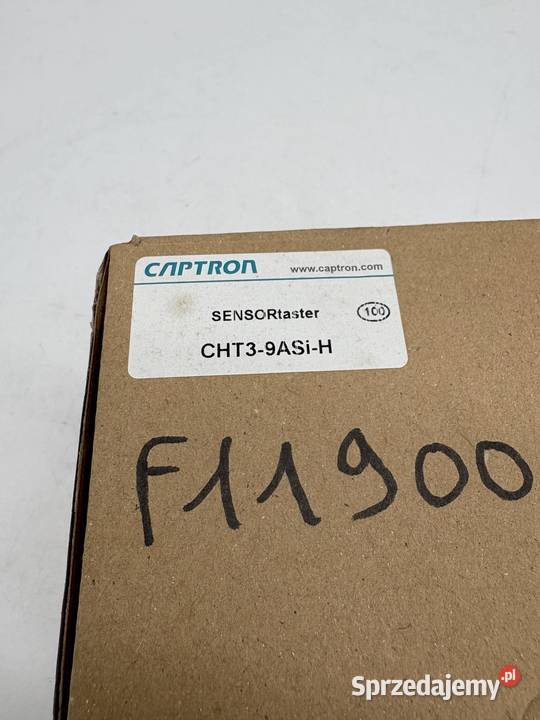 CAPTRON www.captron.com
SENSORtaster 100
CHT3-9ASi-H
F11900
Sprzedajemy.pl